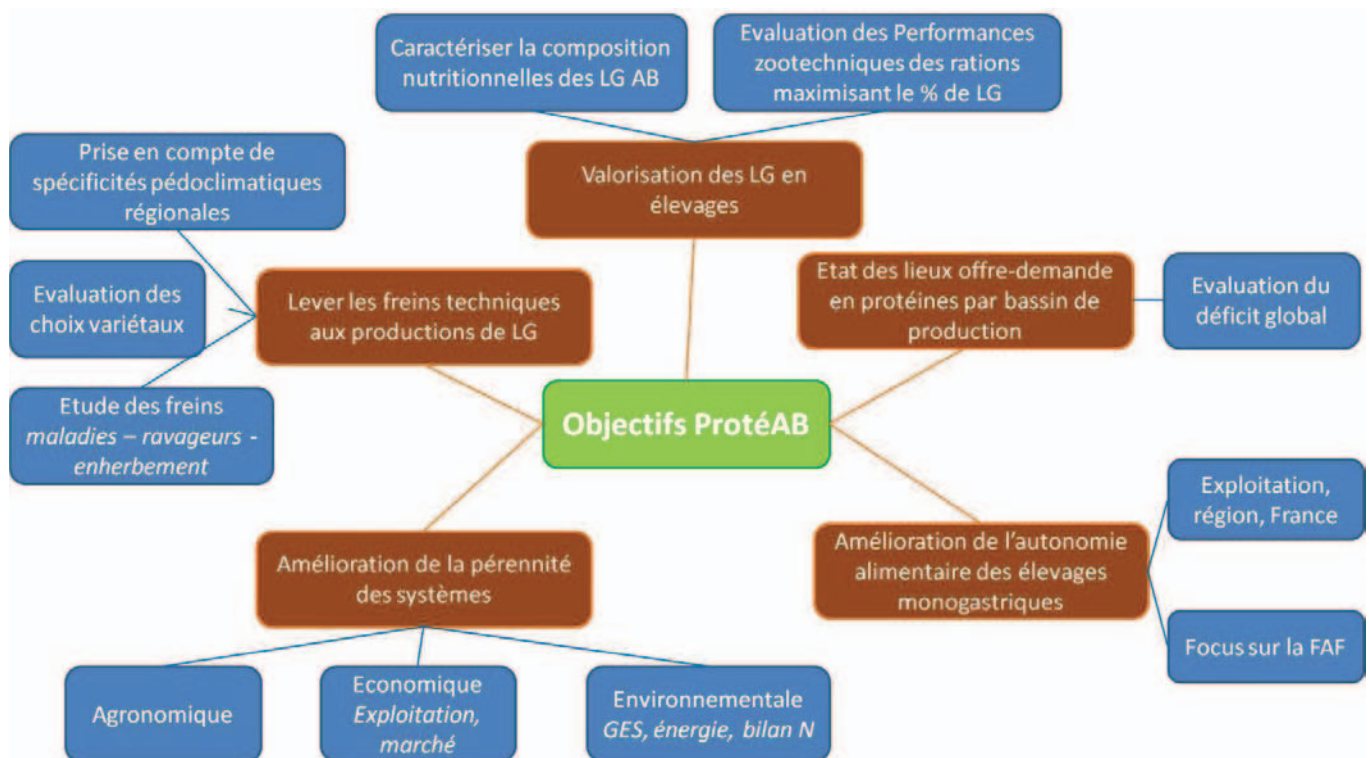 Caractériser la composition
nutritionnelles des LG AB
Evaluation des Performances
zootechniques des rations
maximisant le % de LG
Valorisation des LG en
élevages
Prise en compte de
spécificités pédoclimatiques
régionales
Evaluation des
choix variétaux
Etude des freins
maladies – ravageurs -
enherbement
Lever les freins techniques
aux productions de LG
Etat des lieux offre-demande
en protéines par bassin de
production
Evaluation du
déficit global
Objectifs ProtéAB
Amélioration de la pérennité
des systèmes
Agronomique
Economique
Exploitation,
marché
Environnementale
GES, énergie, bilan N
Amélioration de l'autonomie
alimentaire des élevages
monogastriques
Exploitation,
région, France
Focus sur la FAF